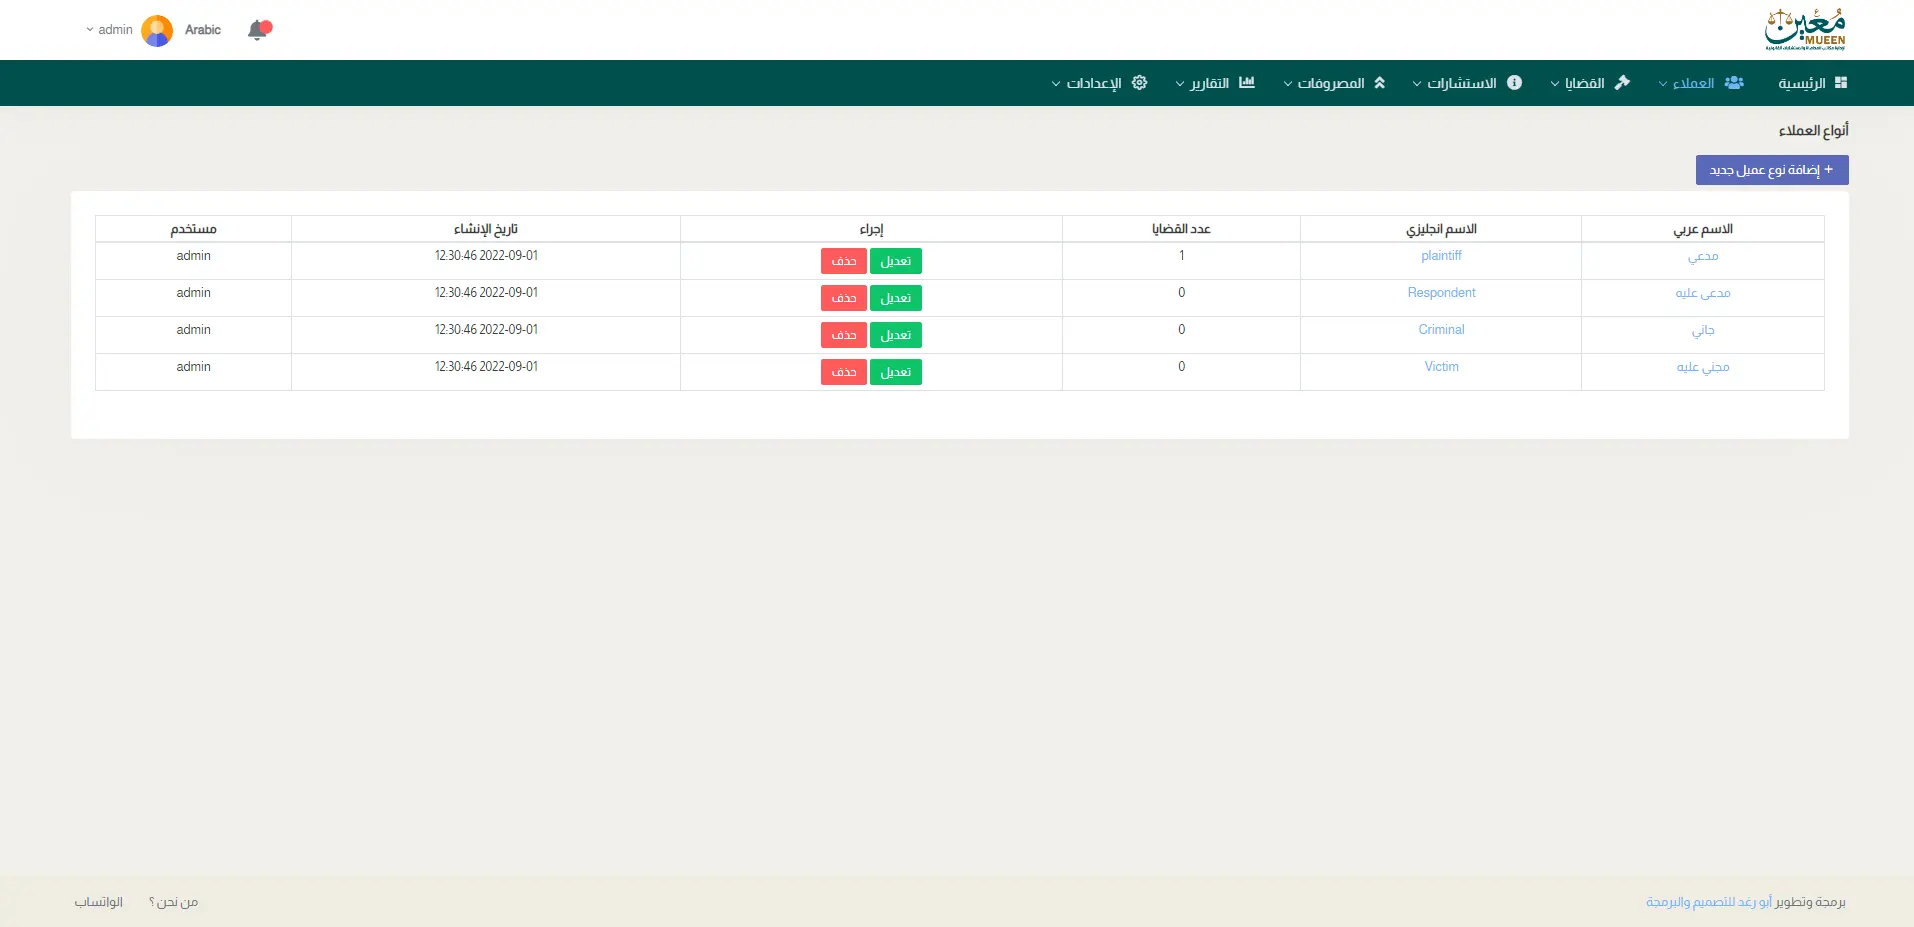 معين
MUEEN
Arabic
admin
الرئيسية
العملاء
القضايا
الاستشارات
المصروفات
التقارير
الإعدادات
أنواع العملاء
+ إضافة نوع عميل جديد
الاسم عربي الاسم انجليزي عدد القضايا إجراء تاريخ الإنشاء مستخدم
مدعي plaintiff 1 تعديل حذف 2022-09-01 12:30:46 admin
مدعى عليه Respondent 0 تعديل حذف 2022-09-01 12:30:46 admin
جاني Criminal 0 تعديل حذف 2022-09-01 12:30:46 admin
مجني عليه Victim 0 تعديل حذف 2022-09-01 12:30:46 admin
برمجة وتطوير أبو رغد للتصميم والبرمجة
من نحن ؟
الواتساب